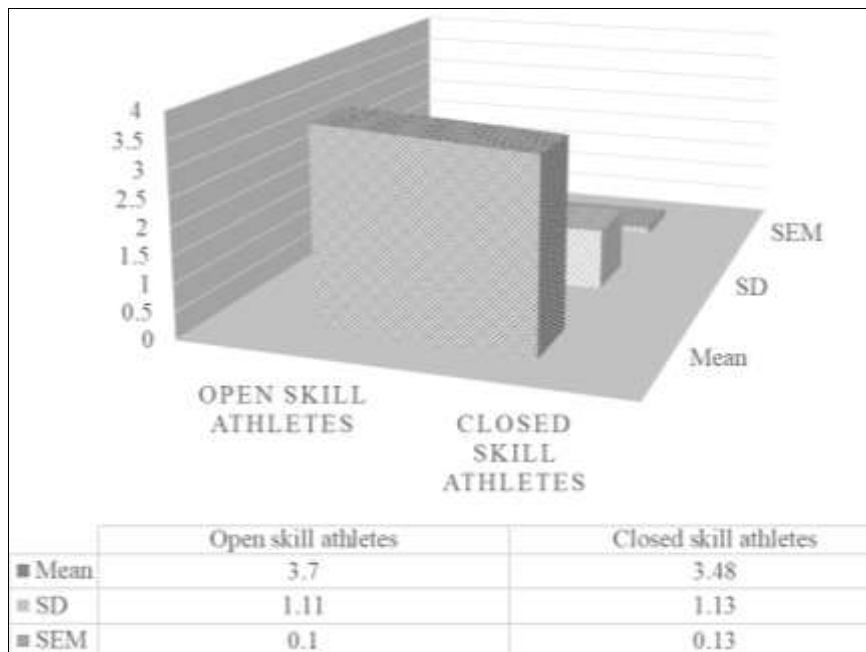 4
3.5
3
2.5
2
1.5
1
0.5
0
SEM
SD
Mean
OPEN SKILL
ATHLETES
CLOSED
SKILL
ATHLETES
Open skill athletes Closed skill athletes
Mean 3.7 3.48
SD 1.11 1.13
SEM 0.1 0.13